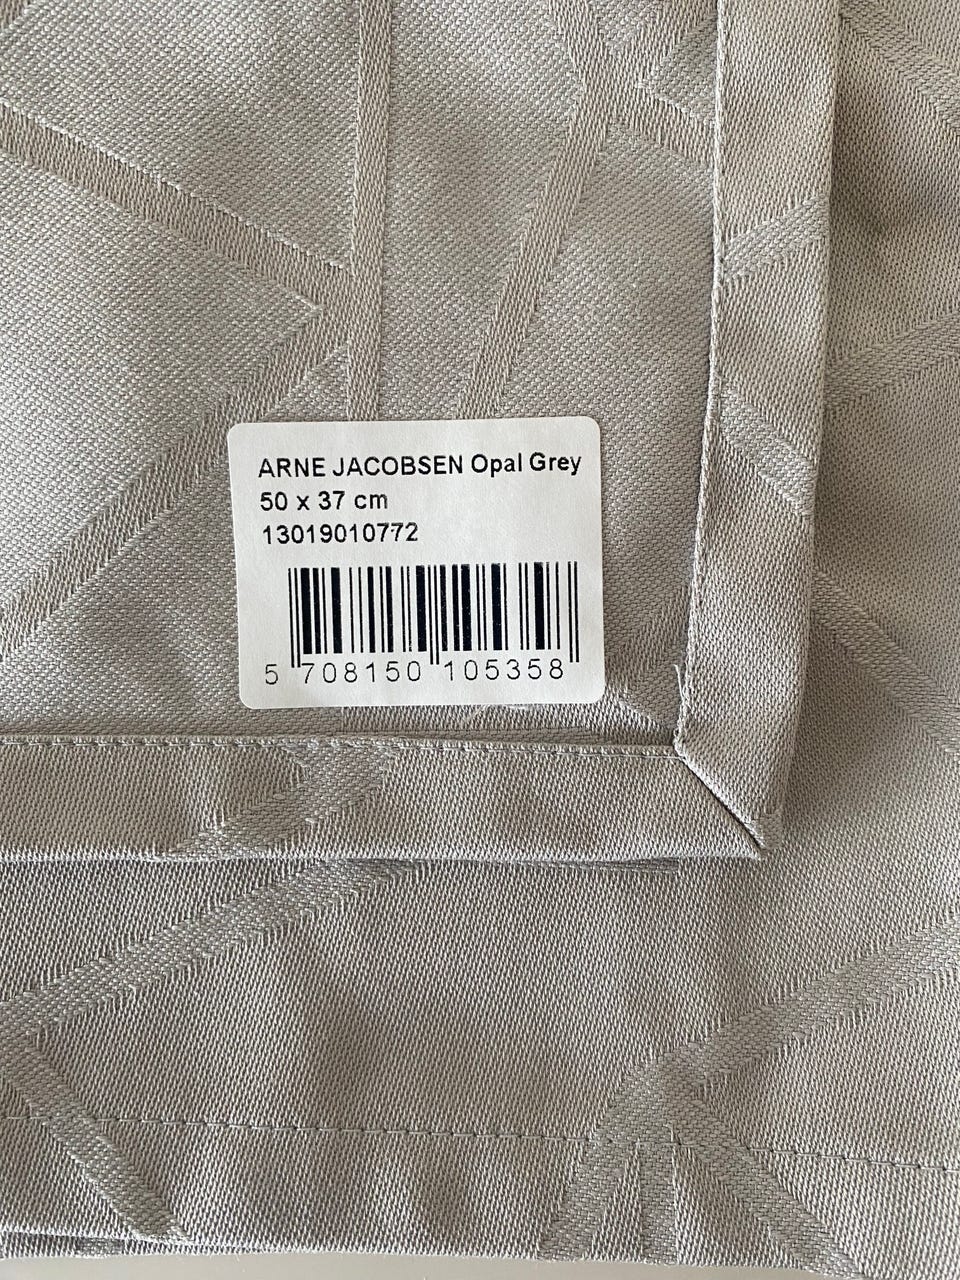 ARNE JACOBSEN Opal Grey
50 x 37 cm
13019010772
5 708150 105358